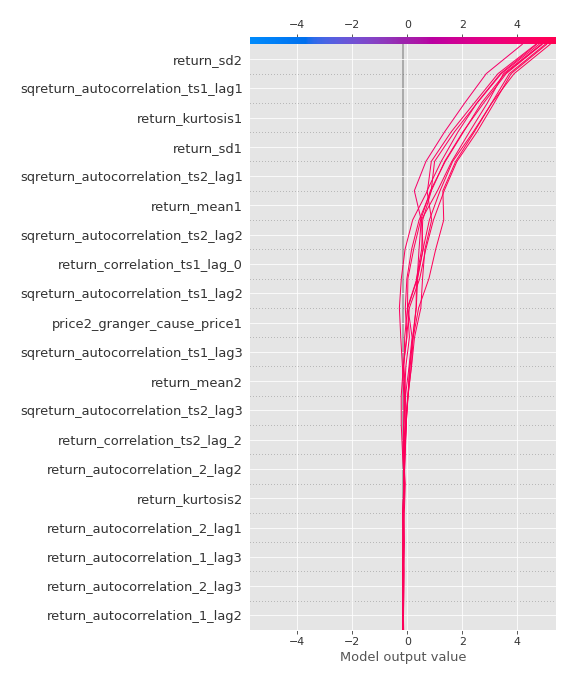 −4 −2 0 2 4
return_sd2
sqreturn_autocorrelation_ts1_lag1
return_kurtosis1
return_sd1
sqreturn_autocorrelation_ts2_lag1
return_mean1
sqreturn_autocorrelation_ts2_lag2
return_correlation_ts1_lag_0
sqreturn_autocorrelation_ts1_lag2
price2_granger_cause_price1
sqreturn_autocorrelation_ts1_lag3
return_mean2
sqreturn_autocorrelation_ts2_lag3
return_correlation_ts2_lag_2
return_autocorrelation_2_lag2
return_kurtosis2
return_autocorrelation_2_lag1
return_autocorrelation_1_lag3
return_autocorrelation_2_lag3
return_autocorrelation_1_lag2
−4 −2 0 2 4
Model output value